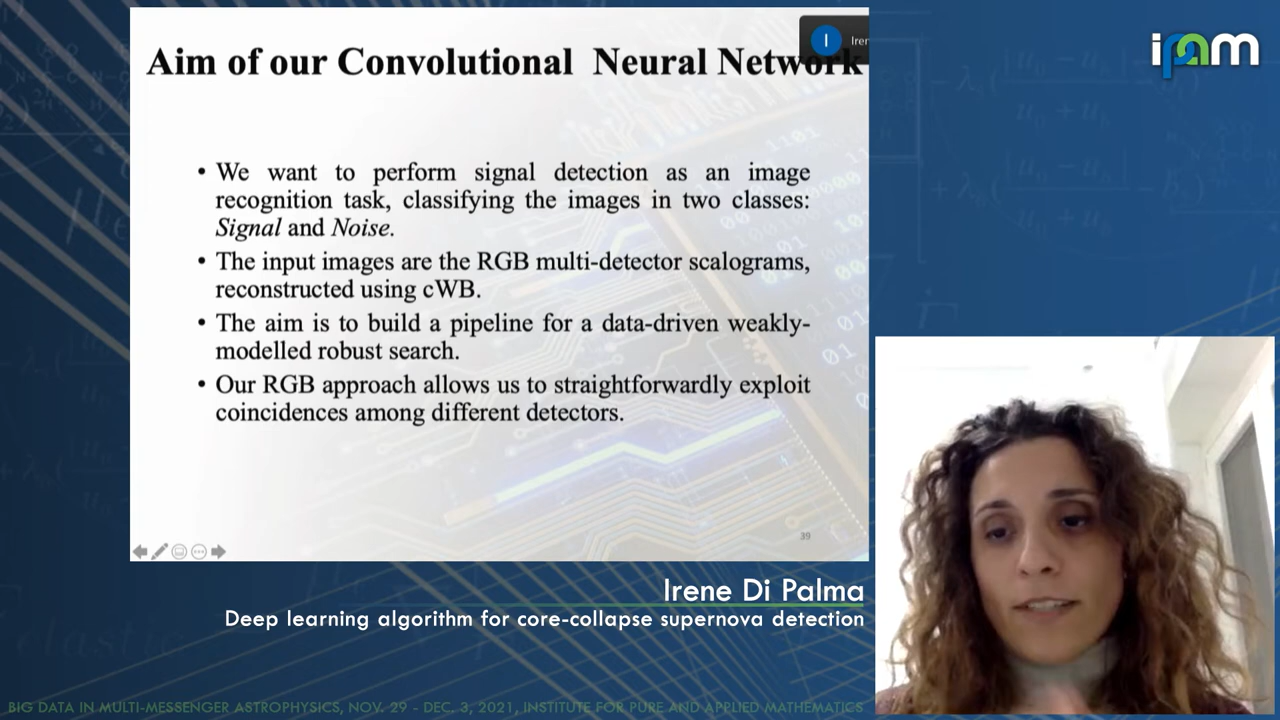 Aim of our Convolutional Neural Network
I
Iren
ipam
• We want to perform signal detection as an image
recognition task, classifying the images in two classes:
Signal and Noise.
• The input images are the RGB multi-detector scalograms,
reconstructed using cWB.
• The aim is to build a pipeline for a data-driven weakly-
modelled robust search.
• Our RGB approach allows us to straightforwardly exploit
coincidences among different detectors.
39
Irene Di Palma
Deep learning algorithm for core-collapse supernova detection
BIG DATA IN MULTI-MESSENGER ASTROPHYSICS, NOV. 29 - DEC. 3, 2021, INSTITUTE FOR PURE AND APPLIED MATHEMATICS